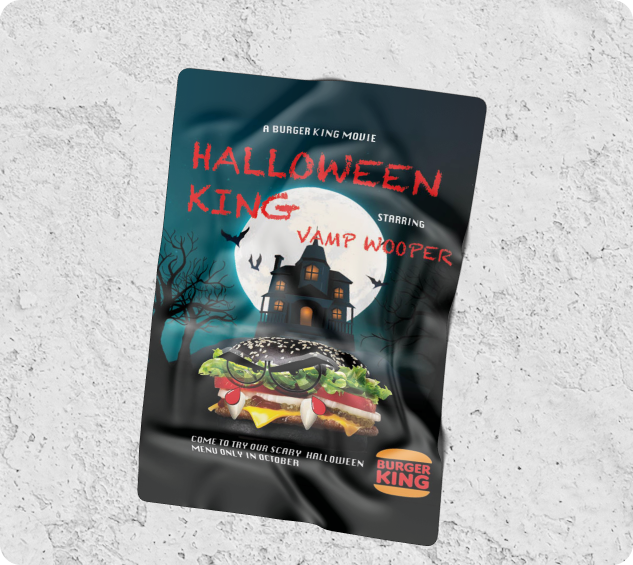 A BURGER KING MOVIE
HALLOWEEN
KING
STARRING
VAMP WOOPER
COME TO TRY OUR SCARY HALLOWEEN
MENU ONLY IN OCTOBER
BURGER
KING